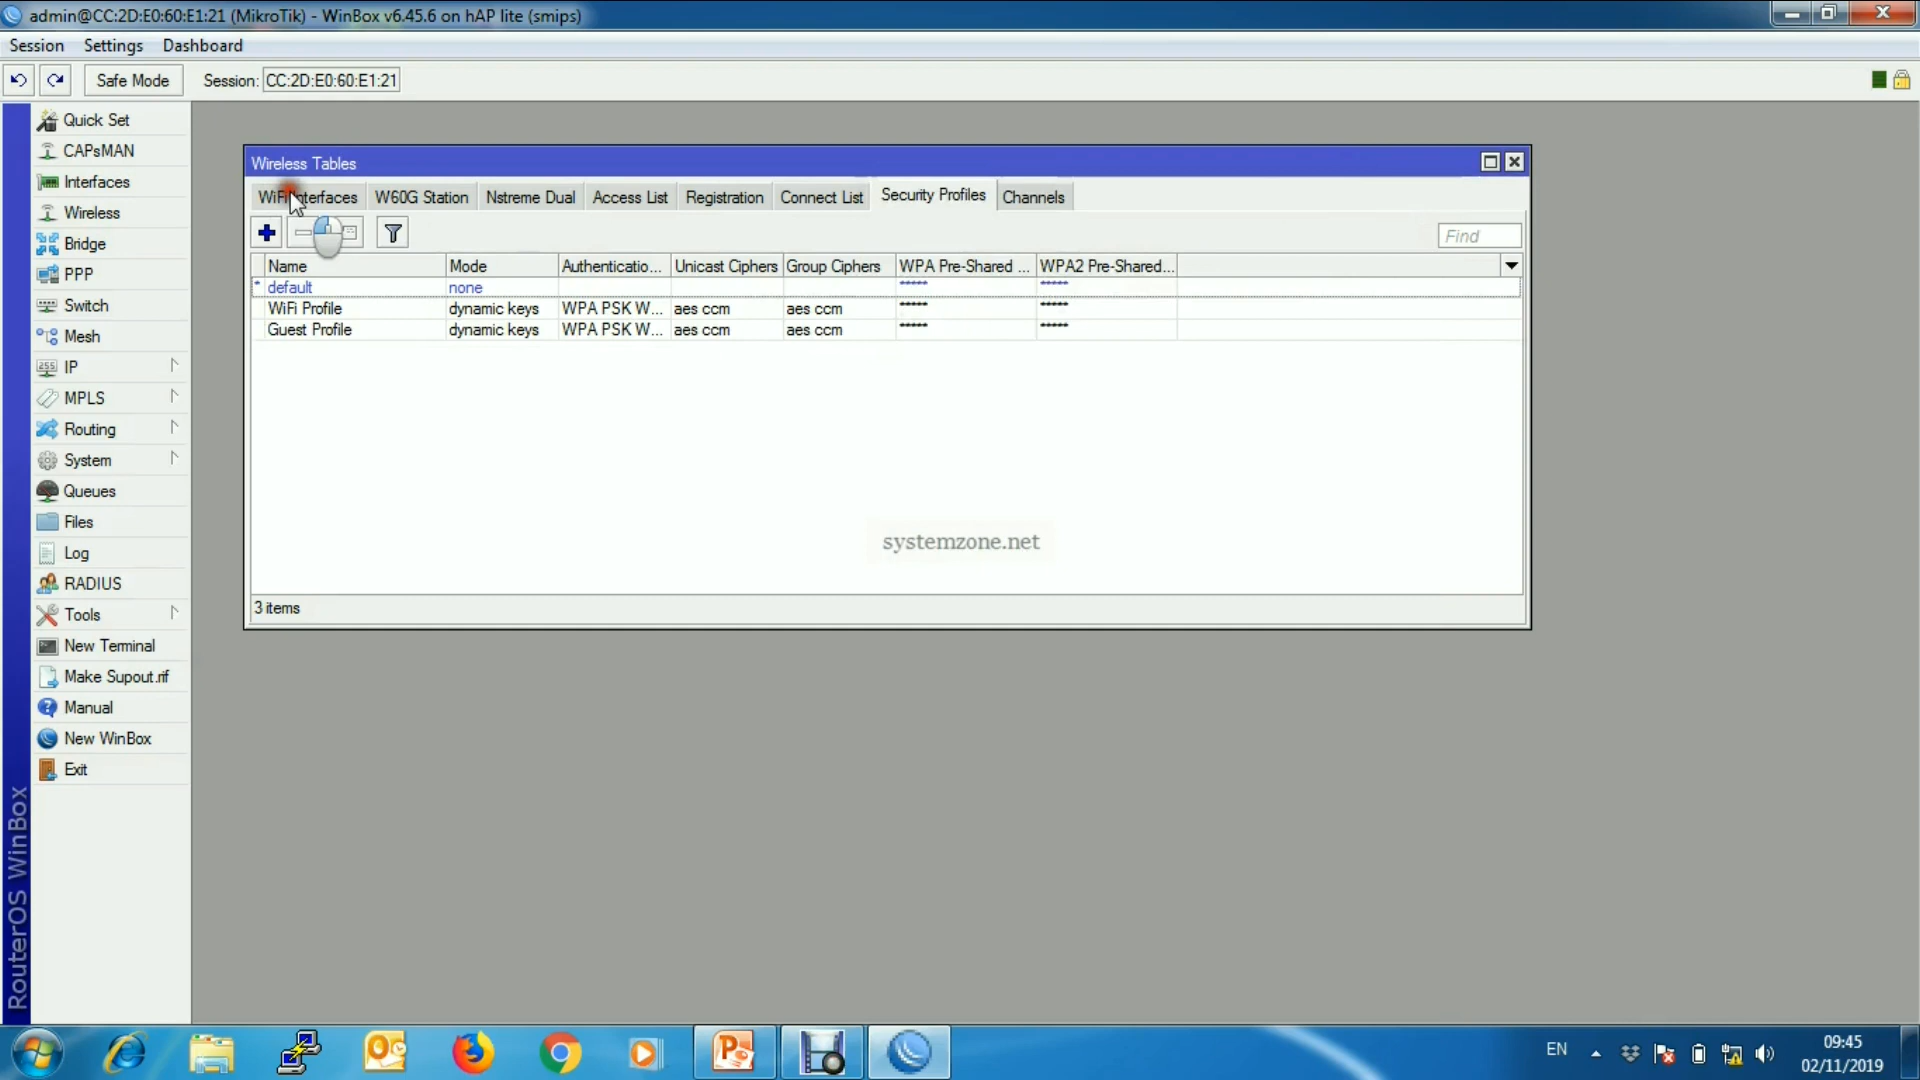 admin@CC:2D:E0:60:E1:21 (MikroTik) - WinBox v6.45.6 on hAP lite (smips)
Session Settings Dashboard
Safe Mode Session: CC:2D:E0:60:E1:21
Quick Set
CAPsMAN
Interfaces
Wireless
Bridge
PPP
Switch
Mesh
IP
MPLS
Routing
System
Queues
Files
Log
RADIUS
Tools
New Terminal
Make Supout.rif
Manual
New WinBox
Exit
RouterOS WinBox
Wireless Tables
WiFi Interfaces W60G Station Nstreme Dual Access List Registration Connect List Security Profiles Channels
Find
Name Mode Authenticatio... Unicast Ciphers Group Ciphers WPA Pre-Shared ... WPA2 Pre-Shared...
* default none ***** *****
WiFi Profile dynamic keys WPA PSK W... aes ccm aes ccm ***** *****
Guest Profile dynamic keys WPA PSK W... aes ccm aes ccm ***** *****
systemzone.net
3 items
EN
09:45
02/11/2019